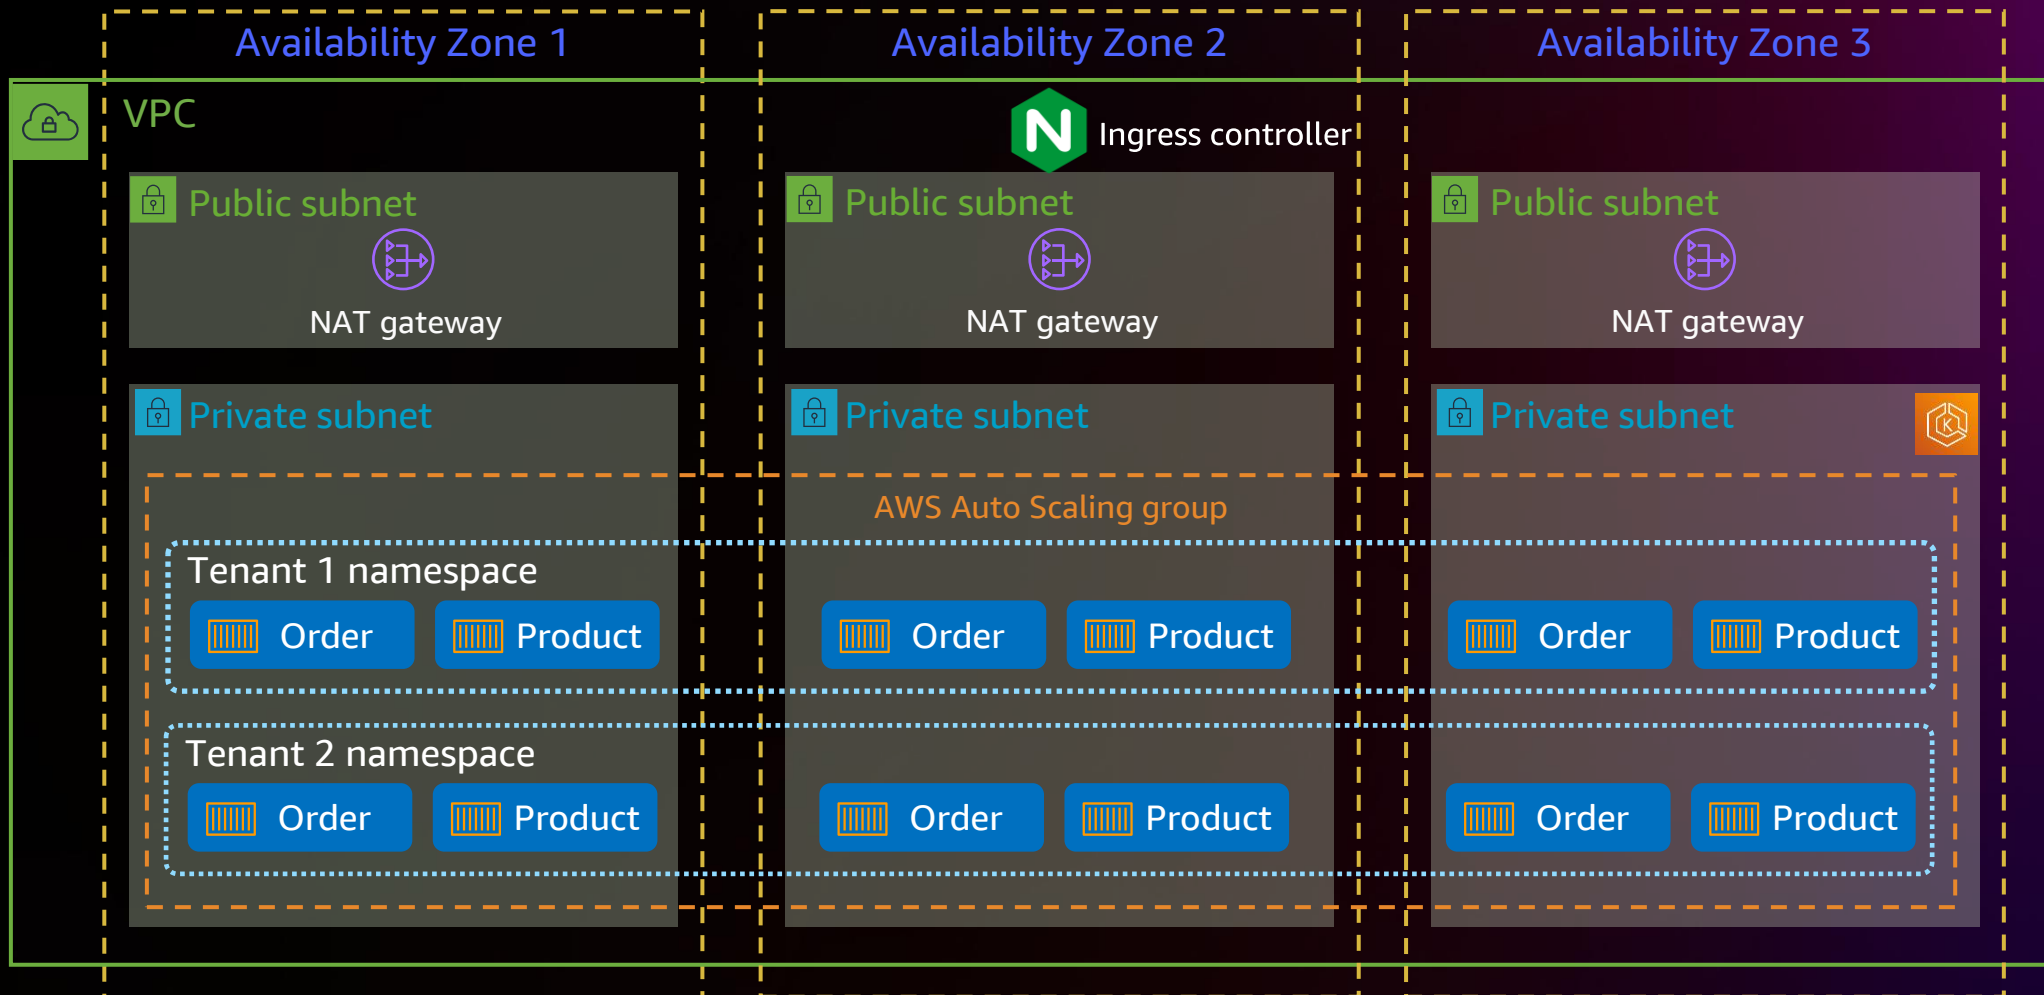 Availability Zone 1
Availability Zone 2
Availability Zone 3
VPC
N Ingress controller
Public subnet
Public subnet
Public subnet
NAT gateway
NAT gateway
NAT gateway
Private subnet
Private subnet
Private subnet
K
AWS Auto Scaling group
Tenant 1 namespace
Order
Product
Order
Product
Order
Product
Tenant 2 namespace
Order
Product
Order
Product
Order
Product